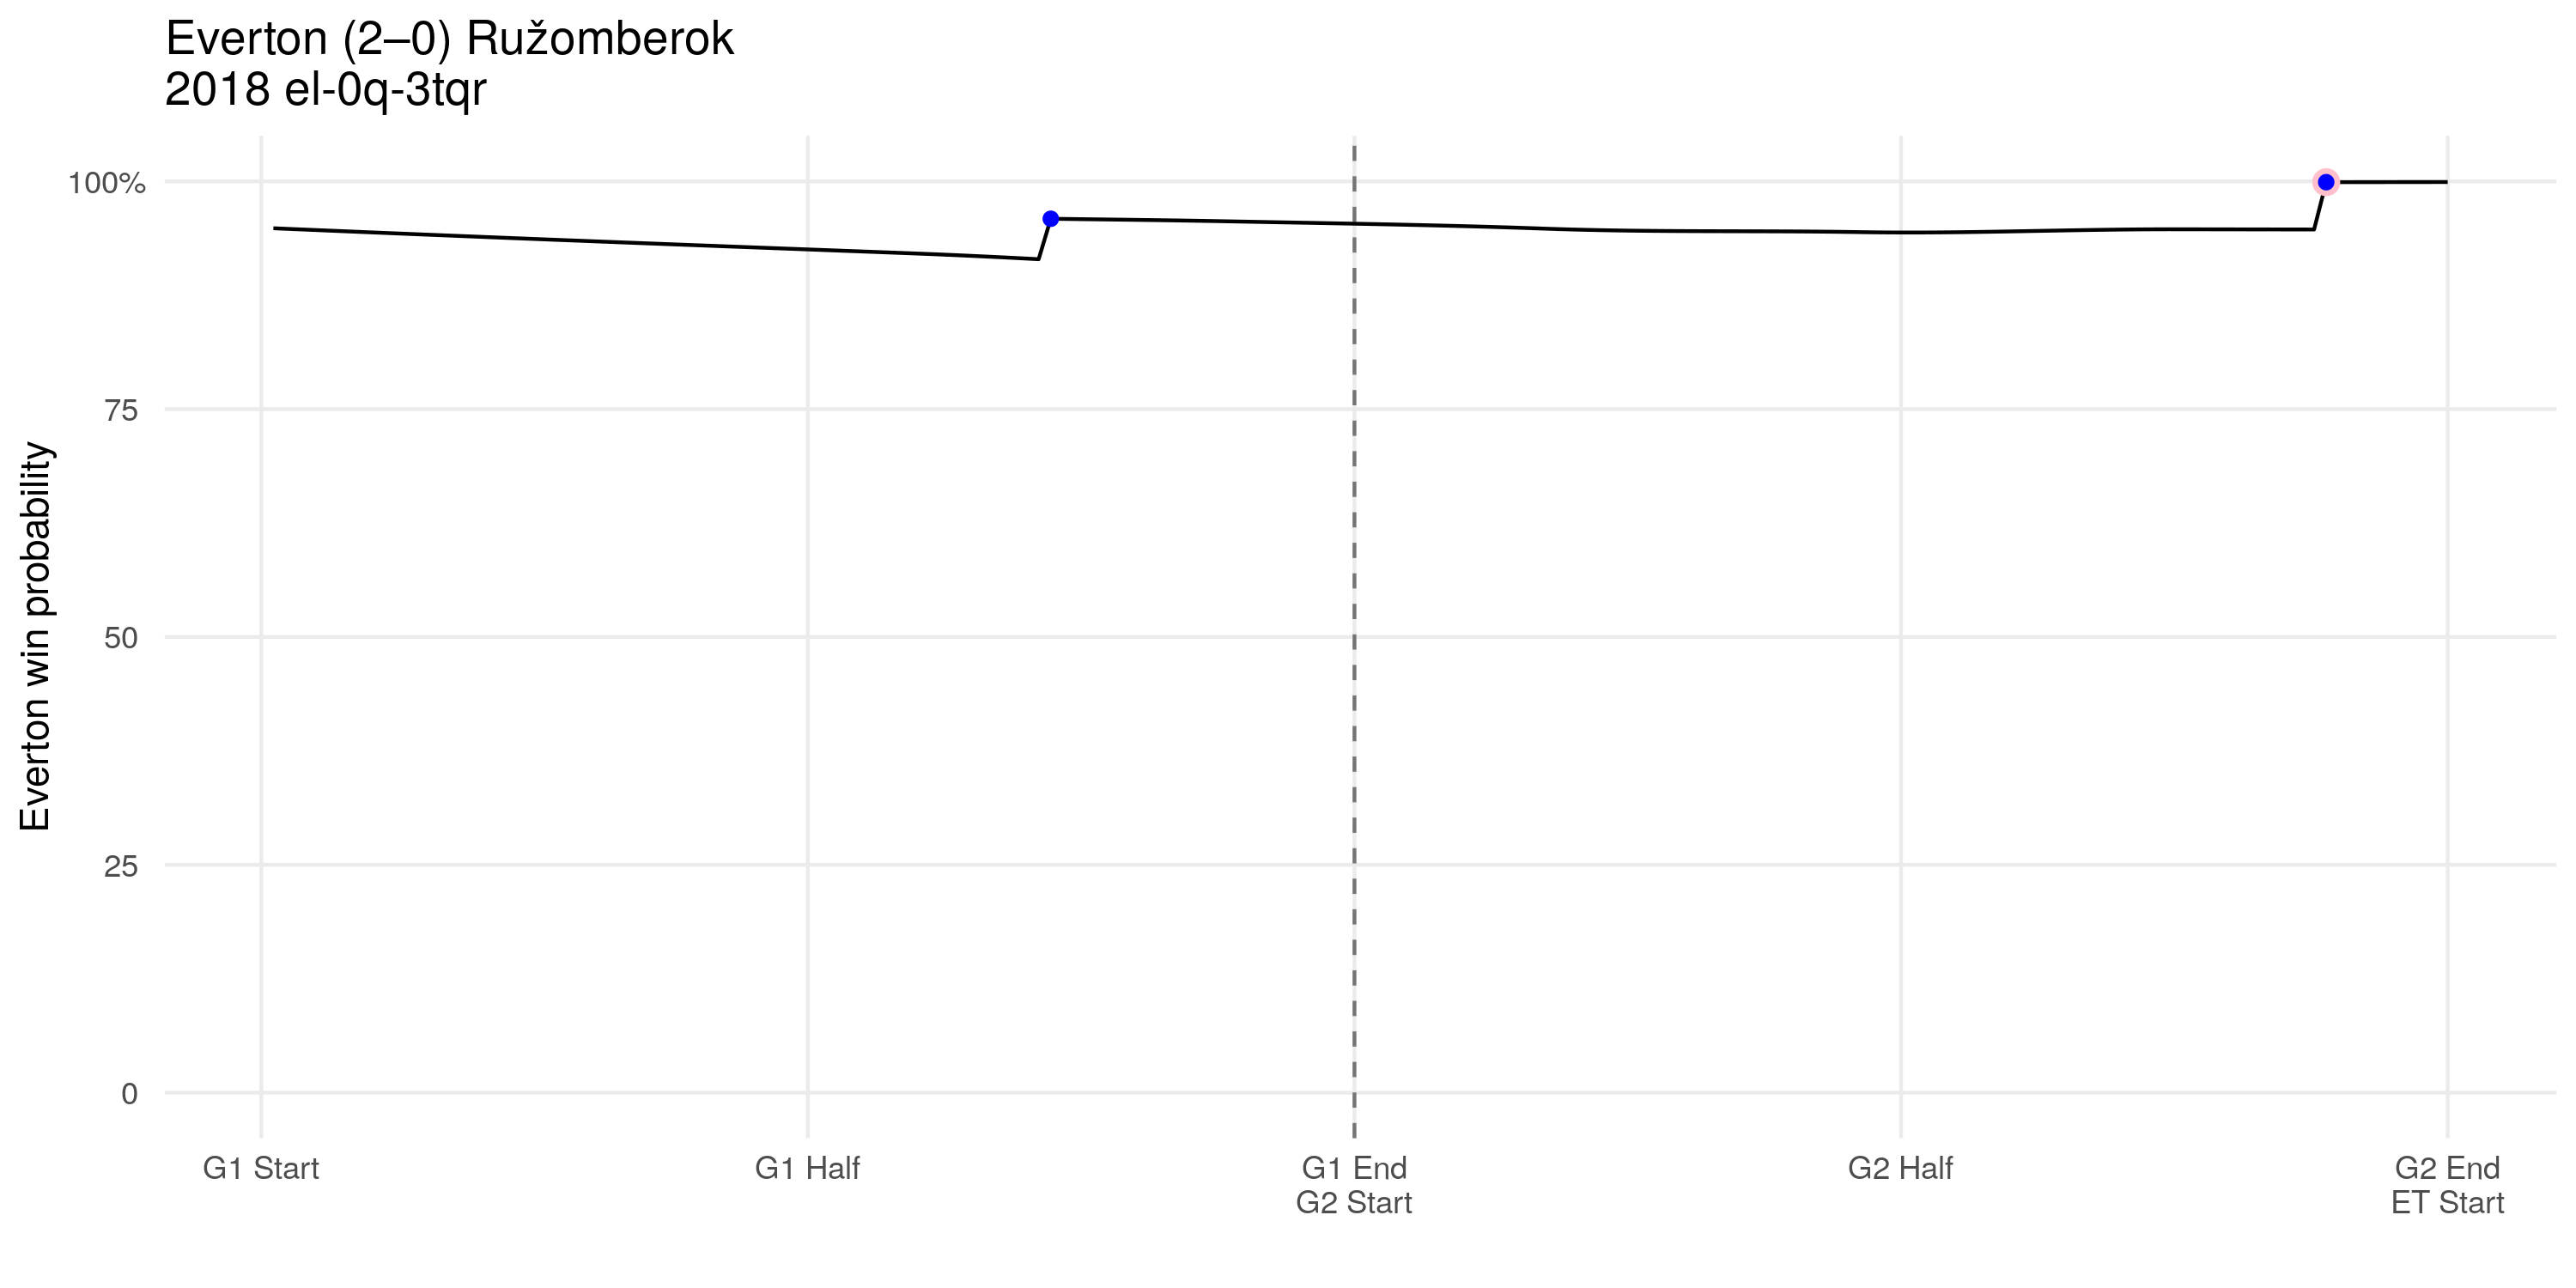 Everton (2–0) Ružomberok
2018 el-0q-3tqr
Everton win probability
100%
75
50
25
0
G1 Start
G1 Half
G1 End
G2 Start
G2 Half
G2 End
ET Start